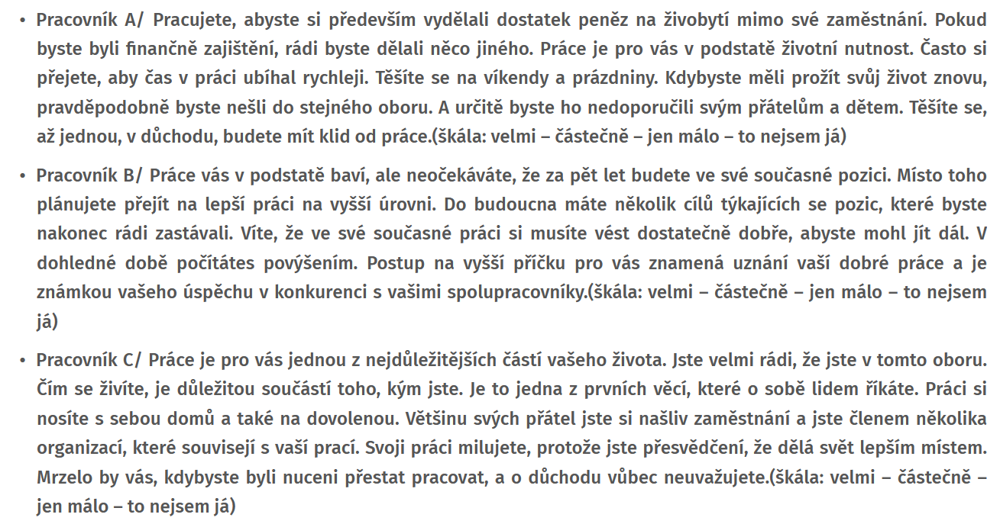 • Pracovník A/ Pracujete, abyste si především vydělali dostatek peněz na živobytí mimo své zaměstnání. Pokud
byste byli finančně zajištění, rádi byste dělali něco jiného. Práce je pro vás v podstatě životní nutnost. Často si
přejete, aby čas v práci ubíhal rychleji. Těšíte se na víkendy a prázdniny. Kdybyste měli prožít svůj život znovu,
pravděpodobně byste nešli do stejného oboru. A určitě byste ho nedoporučili svým přátelům a dětem. Těšíte se,
až jednou, v důchodu, budete mít klid od práce.(škála: velmi – částečně – jen málo – to nejsem já)
• Pracovník B/ Práce vás v podstatě baví, ale neočekáváte, že za pět let budete ve své současné pozici. Místo toho
plánujete přejít na lepší práci na vyšší úrovni. Do budoucna máte několik cílů týkajících se pozic, které byste
nakonec rádi zastávali. Víte, že ve své současné práci si musíte vést dostatečně dobře, abyste mohl jít dál. V
dohledné době počítátes povýšením. Postup na vyšší příčku pro vás znamená uznání vaší dobré práce a je
známkou vašeho úspěchu v konkurenci s vašimi spolupracovníky.(škála: velmi – částečně – jen málo – to nejsem
já)
• Pracovník C/ Práce je pro vás jednou z nejdůležitějších částí vašeho života. Jste velmi rádi, že jste v tomto oboru.
Čím se živíte, je důležitou součástí toho, kým jste. Je to jedna z prvních věcí, které o sobě lidem říkáte. Práci si
nosíte s sebou domů a také na dovolenou. Většinu svých přátel jste si našliv zaměstnání a jste členem několika
organizací, které souvisejí s vaší prací. Svoji práci milujete, protože jste přesvědčení, že dělá svět lepším místem.
Mrzelo by vás, kdybyste byli nuceni přestat pracovat, a o důchodu vůbec neuvažujete.(škála: velmi – částečně –
jen málo – to nejsem já)